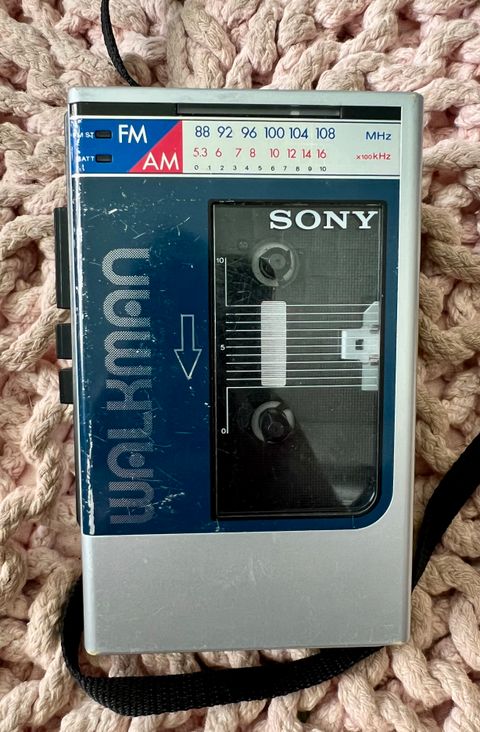 FM ST FM 88 92 96 100 104 108 MHz
BATT AM 5.3 6 7 8 10 12 14 16 x100kHz
0 1 2 3 4 5 6 7 8 9 10
SONY
WALKMAN
10
5
0